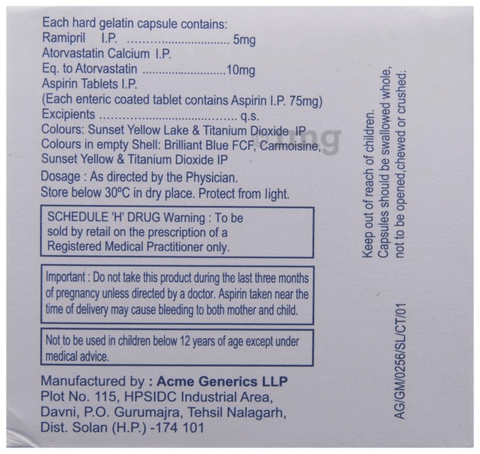 Each hard gelatin capsule contains:
Ramipril I.P. ............................. 5mg
Atorvastatin Calcium I.P.
Eq. to Atorvastatin .......................10mg
Aspirin Tablets I.P.
(Each enteric coated tablet contains Aspirin I.P. 75mg)
Excipients ........................................ q.s.
Colours: Sunset Yellow Lake & Titanium Dioxide IP
Colours in empty Shell: Brilliant Blue FCF, Carmoisine,
Sunset Yellow & Titanium Dioxide IP
Dosage : As directed by the Physician.
Store below 30ºC in dry place. Protect from light.
SCHEDULE 'H' DRUG Warning : To be
sold by retail on the prescription of a
Registered Medical Practitioner only.
Important : Do not take this product during the last three months
of pregnancy unless directed by a doctor. Aspirin taken near the
time of delivery may cause bleeding to both mother and child.
Not to be used in children below 12 years of age except under
medical advice.
Manufactured by : Acme Generics LLP
Plot No. 115, HPSIDC Industrial Area,
Davni, P.O. Gurumajra, Tehsil Nalagarh,
Dist. Solan (H.P.) -174 101
Keep out of reach of children.
Capsules should be swallowed whole,
not to be opened,chewed or crushed.
AG/GM/0256/SL/CT/01